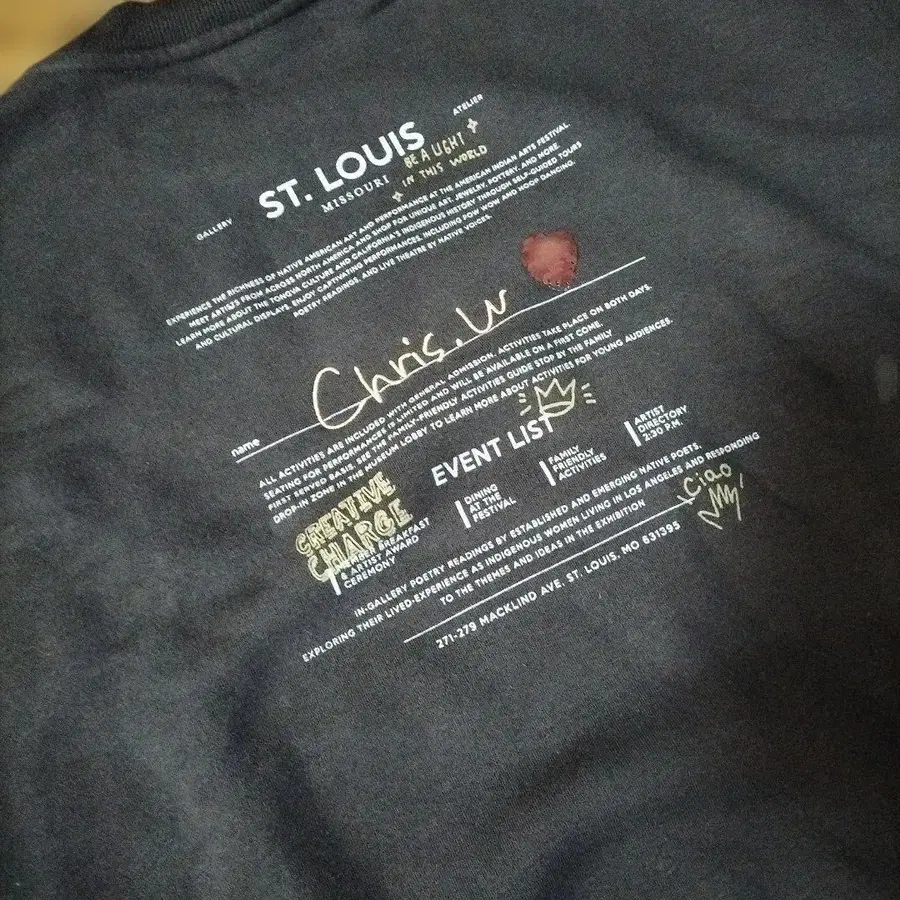 ATELIER
ST. LOUIS
BE A UGHT
IN THIS WORLD
MISSOURI
GALLERY
EXPERIENCE THE RICHNESS OF NATIVE AMERICAN ART AND PERFORMANCE AT THE AMERICAN INDIAN ARTS FESTIVAL.
MEET ARTISTS FROM ACROSS NORTH AMERICA AND SHOP FOR UNIQUE ART, JEWELRY, POTTERY, AND MORE.
LEARN MORE ABOUT THE TONGVA CULTURE AND CALIFORNIA'S INDIGENOUS HISTORY THROUGH SELF-GUIDED TOURS
AND CULTURAL DISPLAYS, ENJOY CAPTIVATING PERFORMANCES, INCLUDING POW WOW AND HOOP DANCING,
POETRY READINGS, AND LIVE THEATRE BY NATIVE VOICES.
Chris. W
name
ALL ACTIVITIES ARE INCLUDED WITH GENERAL ADMISSION. ACTIVITIES TAKE PLACE ON BOTH DAYS.
SEATING FOR PERFORMANCES IS LIMITED AND WILL BE AVAILABLE ON A FIRST COME,
FIRST SERVED BASIS. SEE THE FAMILY-FRIENDLY ACTIVITIES GUIDE STOP BY THE FAMILY
DROP-IN ZONE IN THE MUSEUM LOBBY TO LEARN MORE ABOUT ACTIVITIES FOR YOUNG AUDIENCES.
EVENT LIST
CREATIVE
CHARGE
BREAKFAST
& ARTIST AWARD
CEREMONY
DINING
AT THE
FESTIVAL
FAMILY
FRIENDLY
ACTIVITIES
ARTIST
DIRECTORY
2:30 P.M.
IN-GALLERY POETRY READINGS BY ESTABLISHED AND EMERGING NATIVE POETS,
EXPLORING THEIR LIVED-EXPERIENCE AS INDIGENOUS WOMEN LIVING IN LOS ANGELES AND RESPONDING
TO THE THEMES AND IDEAS IN THE EXHIBITION
Ciao
271-279 MACKLIND AVE. ST. LOUIS, MO 631395